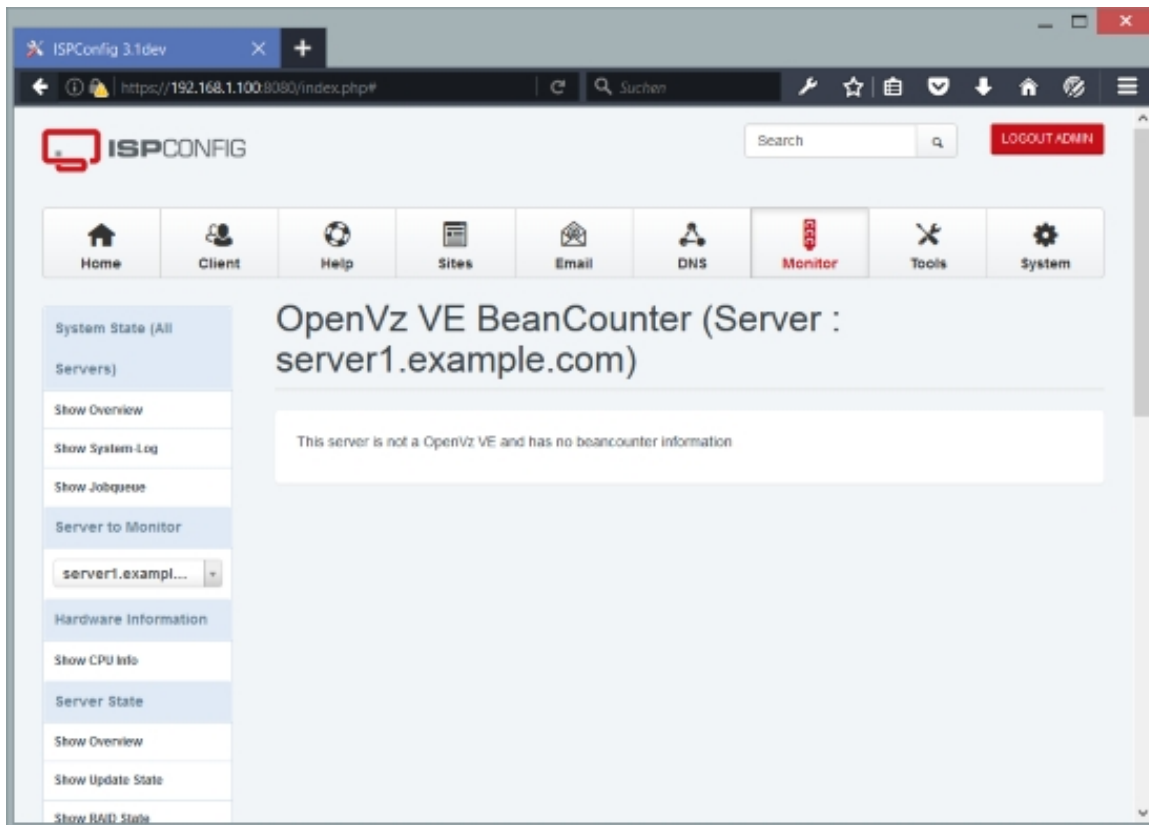 ISPConfig 3.1dev
https://192.168.1.100:8080/index.php#
Suchen
ISPCONFIG
Search
LOGOUT ADMIN
Home
Client
Help
Sites
Email
DNS
Monitor
Tools
System
System State (All
Servers)
Show Overview
Show System-Log
Show Jobqueue
Server to Monitor
server1.exampl...
Hardware Information
Show CPU Info
Server State
Show Overview
Show Update State
Show RAID State
OpenVz VE BeanCounter (Server :
server1.example.com)
This server is not a OpenVz VE and has no beancounter information